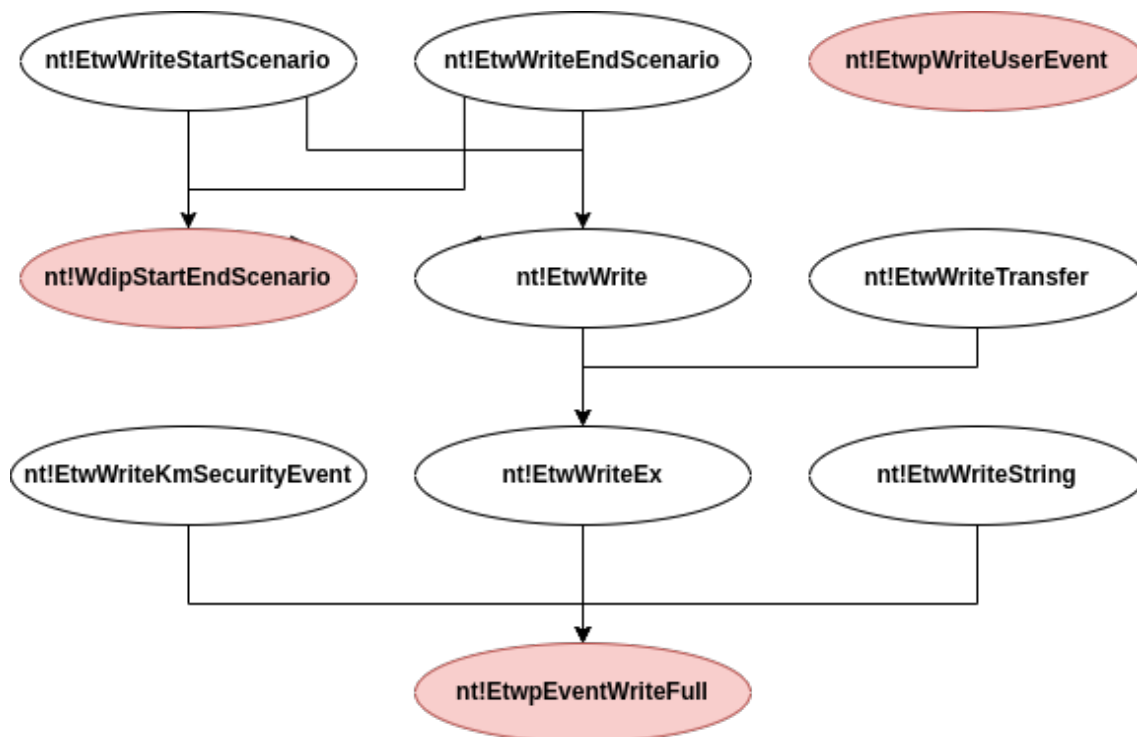 nt!EtwWriteStartScenario
nt!EtwWriteEndScenario
nt!EtwpWriteUserEvent
nt!WdipStartEndScenario
nt!EtwWrite
nt!EtwWriteTransfer
nt!EtwWriteKmSecurityEvent
nt!EtwWriteEx
nt!EtwWriteString
nt!EtwpEventWriteFull